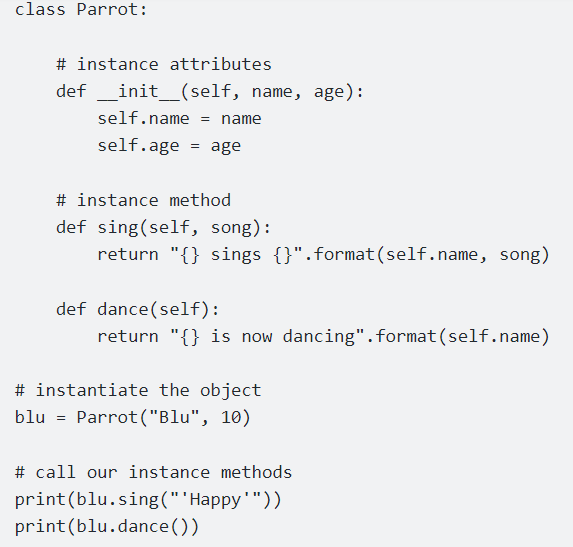 class Parrot:

    # instance attributes
    def __init__(self, name, age):
        self.name = name
        self.age = age

    # instance method
    def sing(self, song):
        return "{} sings {}".format(self.name, song)

    def dance(self):
        return "{} is now dancing".format(self.name)

# instantiate the object
blu = Parrot("Blu", 10)

# call our instance methods
print(blu.sing("'Happy'"))
print(blu.dance())